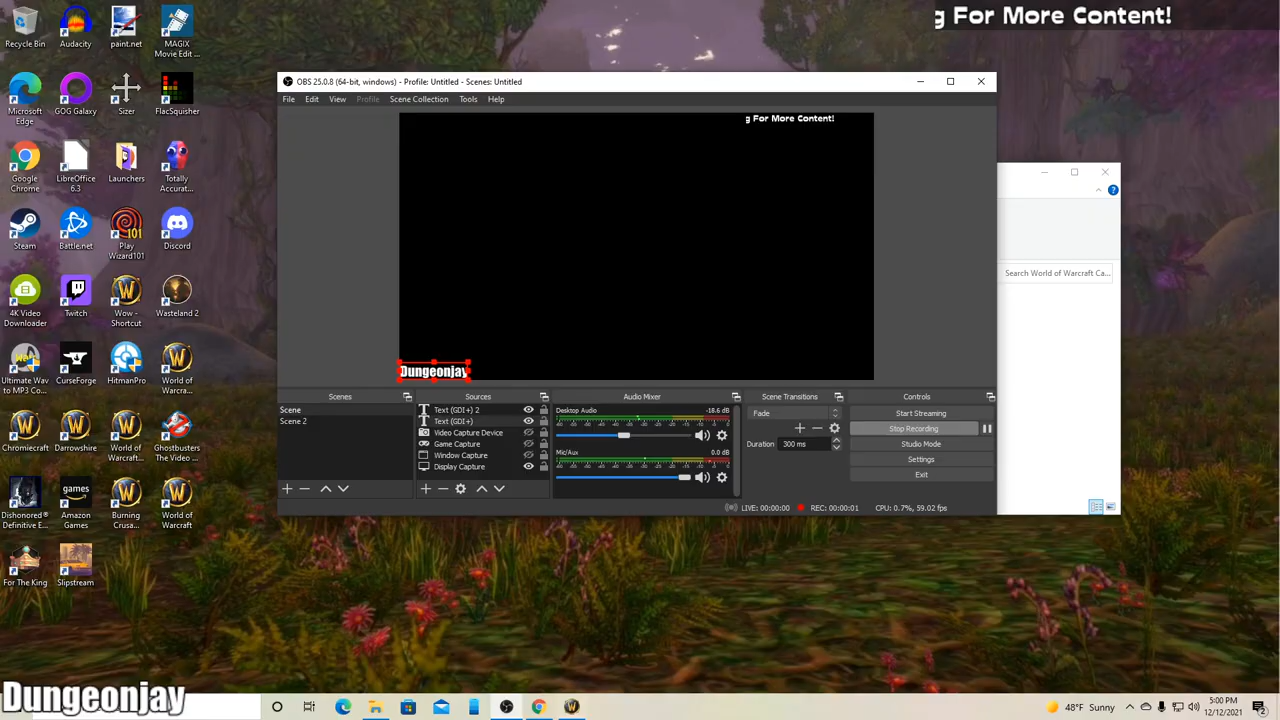 g For More Content!
Recycle Bin
Audacity
paint.net
MAGIX Movie Edit ...
Microsoft Edge
GOG Galaxy
Sizer
FlacSquisher
Google Chrome
LibreOffice 6.3
Launchers
Totally Accurat...
Steam
Battle.net
Play Wizard101
Discord
4K Video Downloader
Twitch
Wow - Shortcut
Wasteland 2
Ultimate Wav to MP3 Co...
CurseForge
HitmanPro
World of Warcra...
Chromiecraft
Darrowshire
World of Warcraf...
Ghostbusters The Video ...
Dishonored® Definitive E...
Amazon Games
Burning Crusa...
World of Warcraft
For The King
Slipstream
OBS 25.0.8 (64-bit, windows) - Profile: Untitled - Scenes: Untitled
File Edit View Profile Scene Collection Tools Help
g For More Content!
Dungeonjay
Search World of Warcraft Ca...
Scenes
Scene
Scene 2
Sources
Text (GDI+) 2
Text (GDI+)
Video Capture Device
Game Capture
Window Capture
Display Capture
Audio Mixer
Desktop Audio -18.6 dB
Mic/Aux 0.0 dB
Scene Transitions
Fade
Duration 300 ms
Controls
Start Streaming
Stop Recording
Studio Mode
Settings
Exit
LIVE: 00:00:00 REC: 00:00:01 CPU: 0.7%, 59.02 fps
Dungeonjay
48°F Sunny
5:00 PM
12/12/2021
2